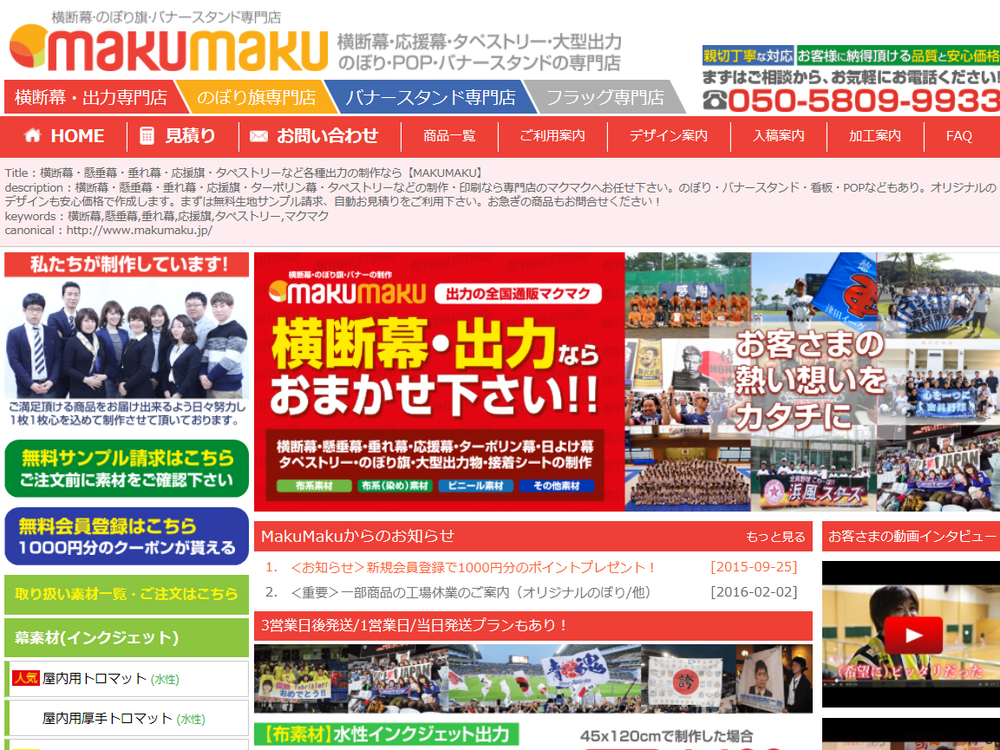 横断幕・のぼり旗・バナースタンド専門店
makumaku
横断幕・応援幕・タペストリー・大型出力
のぼり・POP・バナースタンドの専門店
親切丁寧な対応 お客様に納得頂ける品質と安心価格
まずはご相談から、お気軽にお電話ください!
☎050-5809-9933
横断幕・出力専門店 のぼり旗専門店 バナースタンド専門店 フラッグ専門店
HOME 見積り お問い合わせ 商品一覧 ご利用案内 デザイン案内 入稿案内 加工案内 FAQ
Title：横断幕・懸垂幕・垂れ幕・応援旗・タペストリーなど各種出力の制作なら【MAKUMAKU】
description：横断幕・懸垂幕・垂れ幕・応援旗・ターポリン幕・タペストリーなどの制作・印刷なら専門店のマクマクへお任せ下さい。のぼり・バナースタンド・看板・POPなどもあり。オリジナルの
デザインも安心価格で作成します。まずは無料生地サンプル請求、自動お見積りをご利用下さい。お急ぎの商品もお問合せください！
keywords：横断幕,懸垂幕,垂れ幕,応援旗,タペストリー,マクマク
canonical：http://www.makumaku.jp/
私たちが制作しています!
ご満足頂ける商品をお届け出来るよう日々努力し
1枚1枚心を込めて制作させて頂いております。
無料サンプル請求はこちら
ご注文前に素材をご確認下さい
無料会員登録はこちら
1000円分のクーポンが貰える
取り扱い素材一覧・ご注文はこちら
幕素材(インクジェット)
人気 屋内用トロマット (水性)
屋内用厚手トロマット (水性)
横断幕・のぼり旗・バナーの制作
makumaku 出力の全国通販マクマク
横断幕・出力なら
おまかせ下さい!!
横断幕・懸垂幕・垂れ幕・応援幕・ターポリン幕・日よけ幕
タペストリー・のぼり旗・大型出力物・接着シートの制作
布系素材 布系(染め)素材 ビニール素材 その他素材
お客さまの
熱い想いを
カタチに
感謝
心を一つに
全員野球
JAPAN
浜風スターズ
MakuMakuからのお知らせ もっと見る
1. ＜お知らせ＞新規会員登録で1000円分のポイントプレゼント！ [2015-09-25]
2. ＜重要＞一部商品の工場休業のご案内（オリジナルのぼり/他） [2016-02-02]
3営業日後発送/1営業日/当日発送プランもあり！
おめでとう!!
JAPAN
魂
誇
【布素材】水性インクジェット出力
45x120cmで制作した場合
お客さまの動画インタビュー
(希望に)ピッタリだった